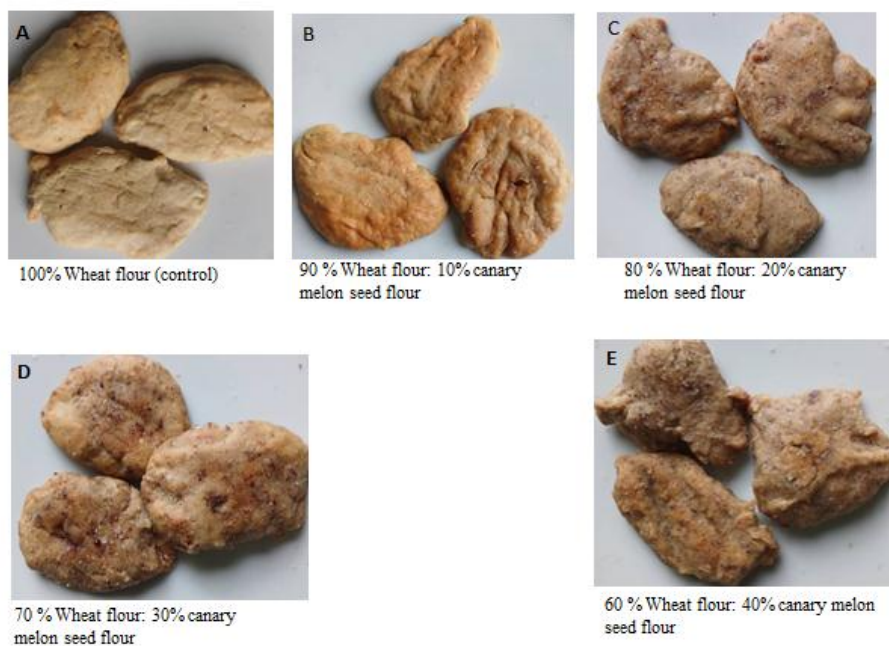 A
100% Wheat flour (control)
B
90 % Wheat flour: 10% canary
melon seed flour
C
80 % Wheat flour: 20% canary
melon seed flour
D
70 % Wheat flour: 30% canary
melon seed flour
E
60 % Wheat flour: 40% canary melon
seed flour